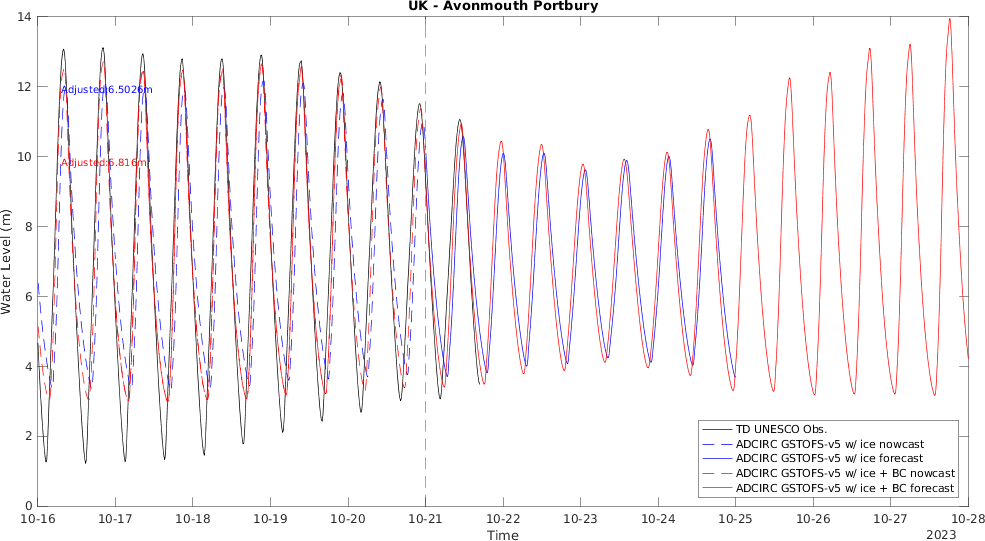 UK - Avonmouth Portbury
14
12
10
8
6
4
2
0
Water Level (m)
Adjusted:6.5026m
Adjusted:6.816m
TD UNESCO Obs.
ADCIRC GSTOFS-v5 w/ ice nowcast
ADCIRC GSTOFS-v5 w/ ice forecast
ADCIRC GSTOFS-v5 w/ ice + BC nowcast
ADCIRC GSTOFS-v5 w/ ice + BC forecast
10-16 10-17 10-18 10-19 10-20 10-21 10-22 10-23 10-24 10-25 10-26 10-27 10-28
Time
2023